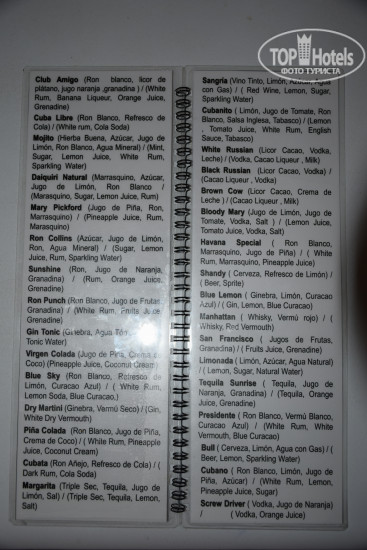 TOP Hotels
ФОТО ТУРИСТА
Club Amigo (Ron blanco, licor de
plátano, jugo naranja ,granadina ) / (White
Rum, Banana Liqueur, Orange Juice,
Grenadine)
Cuba Libre (Ron Blanco, Refresco de
Cola) / (White rum, Cola Soda)
Mojito (Hierba Buena, Azúcar, Jugo de
Limón, Ron Blanco, Agua Mineral) / (Mint,
Sugar, Lemon Juice, White Rum,
Sparkling Water)
Daiquiri Natural (Marrasquino, Azúcar,
Jugo de Limón, Ron Blanco /
(Marasquino, Sugar, Lemon Juice, Rum)
Mary Pickford (Jugo de Piña, Ron,
Marrasquino) / (Pineapple Juice, Rum,
Marasquino)
Ron Collins (Azúcar, Jugo de Limón,
Ron, Agua Mineral) / (Sugar, Lemon
Juice, Rum, Sparkling Water)
Sunshine (Ron, Jugo de Naranja,
Granadina) / (Rum, Orange Juice,
Grenadine)
Ron Punch (Ron Blanco, Jugo de Frutas,
Granadina) / (White Rum, Fruits Juice,
Grenadine)
Gin Tonic (Ginebra, Agua Tónica) / (Gin,
Tonic Water)
Virgen Colada (Jugo de Piña, Crema de
Coco) (Pineapple Juice, Coconut Cream)
Blue Sky (Ron Blanco, Refresco de
Limón, Curacao Azul) / ( White Rum,
Lemon Soda, Blue Curacao,)
Dry Martini (Ginebra, Vermú Seco) / (Gin,
White Dry Vermouth)
Piña Colada (Ron Blanco, Jugo de Piña,
Crema de Coco) / ( White Rum, Pineapple
Juice, Coconut Cream)
Cubata (Ron Añejo, Refresco de Cola) / (
Dark Rum, Cola Soda)
Margarita (Triple Sec, Tequila, Jugo de
Limón, Sal) / (Triple Sec, Tequila, Lemon,
Salt)
Sangría (Vino Tinto, Limón, Azúcar, Agua
con Gas) / ( Red Wine, Lemon, Sugar,
Sparkling Water)
Cubanito ( Limón, Jugo de Tomate, Ron
Blanco, Salsa Inglesa, Tabasco) / (Lemon
, Tomato Juice, White Rum, English
Sauce, Tabasco)
White Russian (Licor Cacao, Vodka,
Leche) / (Vodka, Cacao Liqueur , Milk)
Black Russian (Licor Cacao, Vodka) /
(Cacao Liqueur , Vodka)
Brown Cow (Licor Cacao, Crema de
Leche ) / (Cacao Liqueur , Milk)
Bloody Mary (Jugo de Limón, Jugo de
Tomate, Vodka, Salt ) / ( Lemon Juice,
Tomato Juice, Vodka, Salt)
Havana Special ( Ron Blanco,
Marrasquino, Jugo de Piña) / ( White
Rum, Marrasquino, Pineapple Juice)
Shandy ( Cerveza, Refresco de Limón) /
( Beer, Sprite)
Blue Lemon ( Ginebra, Limón, Curacao
Azul) / ( Gin, Lemon, Blue Curacao)
Manhattan ( Whisky, Vermú rojo) / (
Whisky, Red Vermouth)
San Francisco ( Jugos de Frutas,
Granadina) / ( Fruits Juice, Grenadine)
Limonada (Limón, Azúcar, Agua Natural)
/ ( Lemon, Sugar, Natural Water)
Tequila Sunrise ( Tequila, Jugo de
Naranja, Granadina) / (Tequila, Orange
Juice, Grenadine)
Presidente (Ron Blanco, Vermú Blanco,
Curacao Azul) / (White Rum, White
Vermouth, Blue Curacao)
Bull ( Cerveza, Limón, Agua con Gas) / (
Beer, Lemon, Sparkling Water)
Cubano ( Ron Blanco, Limón, Jugo de
Piña, Azúcar) / (White Rum, Lemon,
Pineapple Juice, Sugar)
Screw Driver ( Vodka, Jugo de Naranja)
( Vodka, Orange Juice)